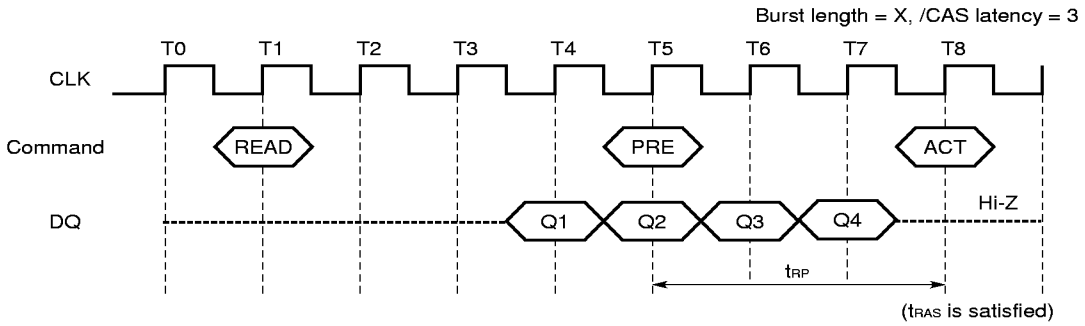 Burst length = X, /CAS latency = 3
T0 T1 T2 T3 T4 T5 T6 T7 T8
CLK
Command READ PRE ACT
DQ Q1 Q2 Q3 Q4 Hi-Z
tRP
(tRAS is satisfied)